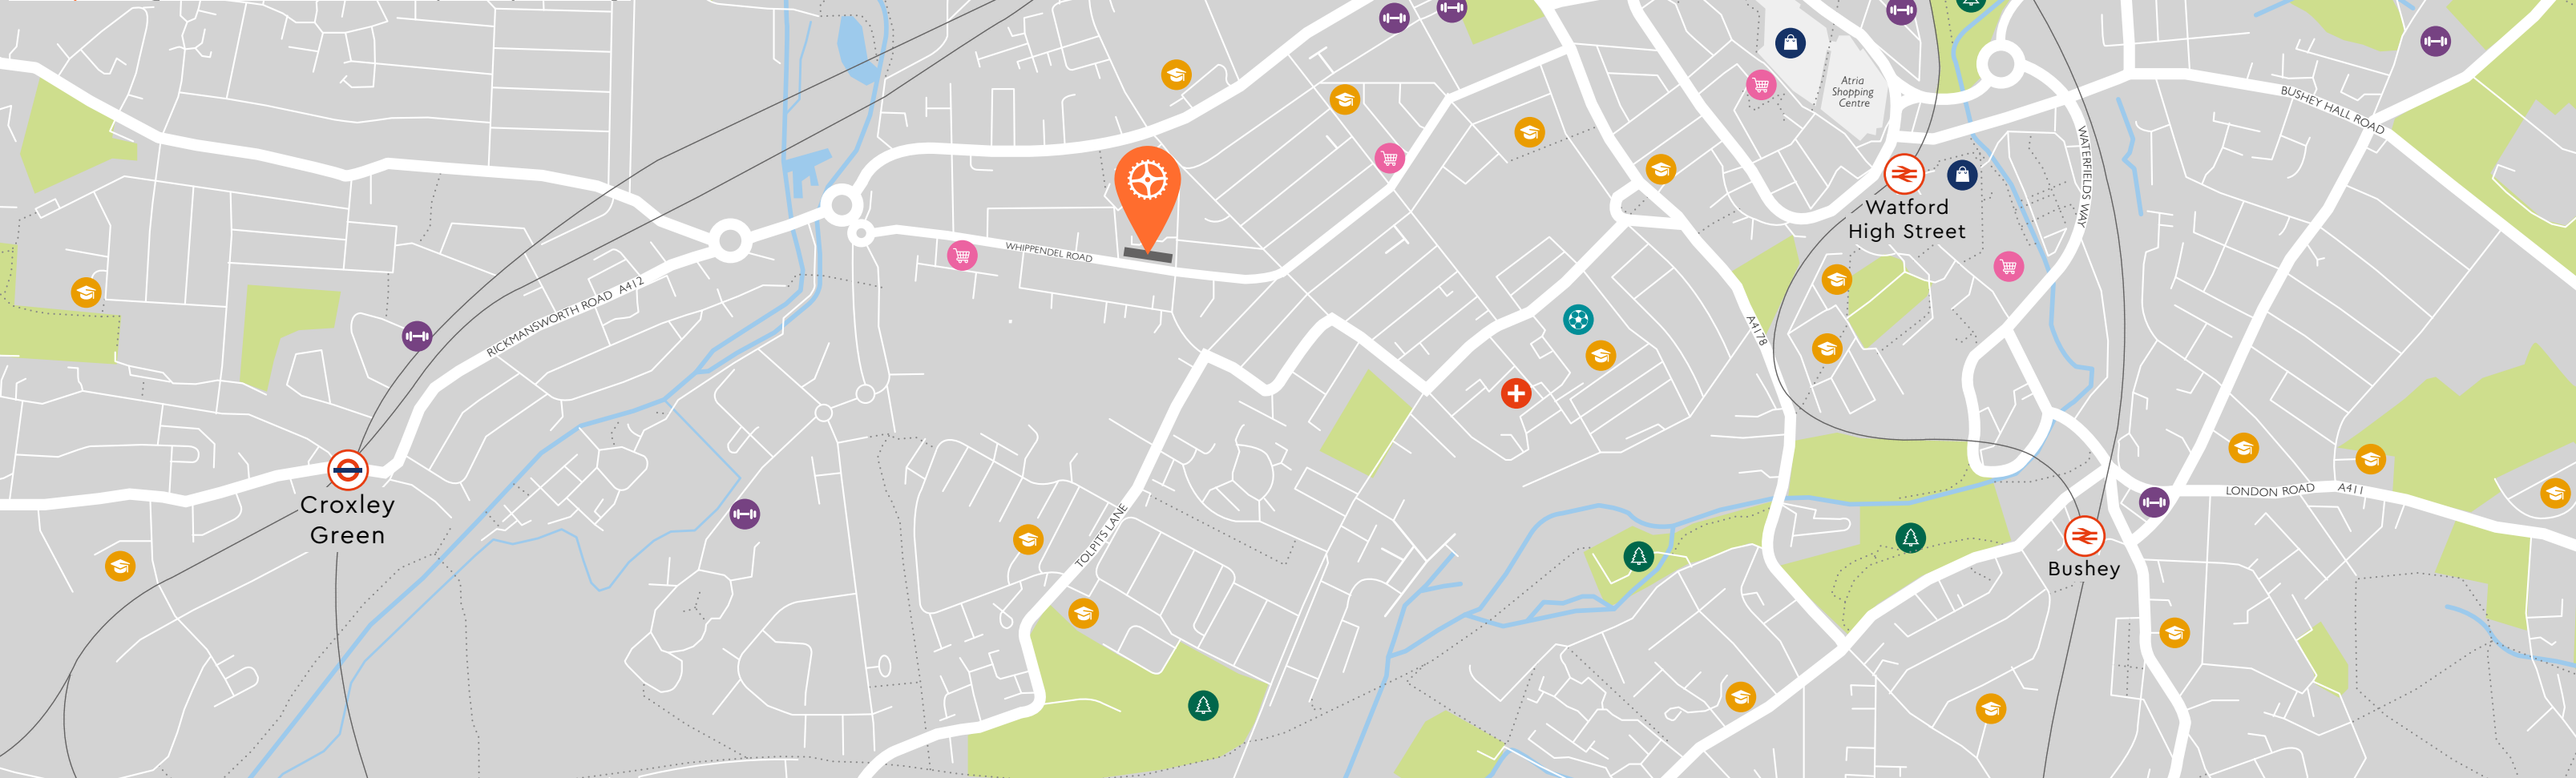 Atria
Shopping
Centre
BUSHEY HALL ROAD
WATERFIELDS WAY
Watford
High Street
WHIPPENDEL ROAD
RICKMANSWORTH ROAD A412
A4178
Croxley
Green
TOLPITS LANE
LONDON ROAD A411
Bushey